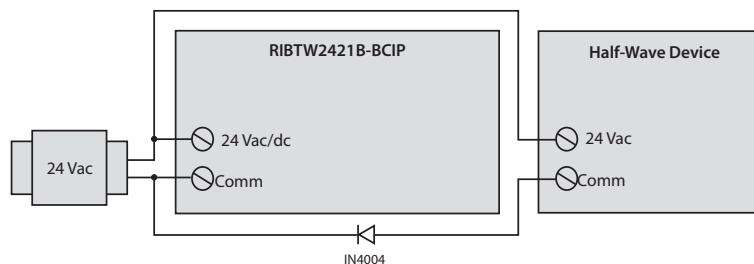 RIBTW2421B-BCIP
Half-Wave Device
24 Vac/dc
24 Vac
24 Vac
Comm
Comm
IN4004